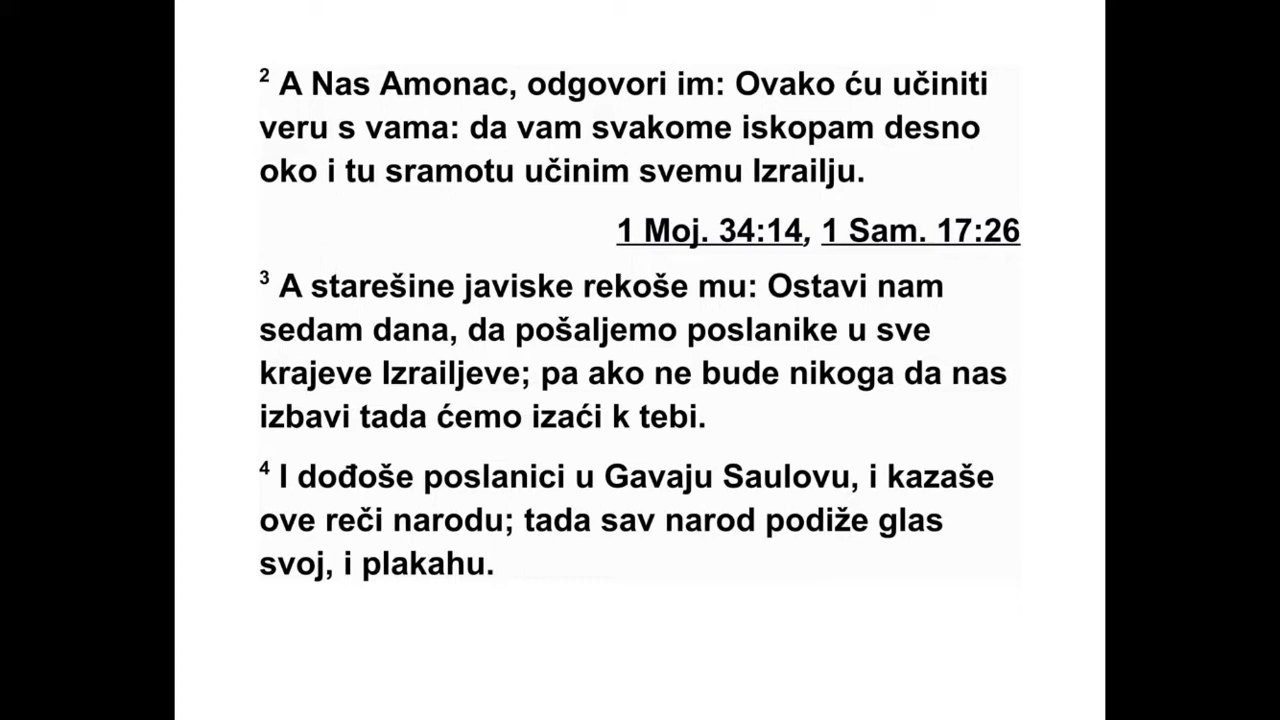 2 A Nas Amonac, odgovori im: Ovako ću učiniti
veru s vama: da vam svakome iskopam desno
oko i tu sramotu učinim svemu Izrailju.
1 Moj. 34:14, 1 Sam. 17:26
3 A starešine javiske rekoše mu: Ostavi nam
sedam dana, da pošaljemo poslanike u sve
krajeve Izrailjeve; pa ako ne bude nikoga da nas
izbavi tada ćemo izaći k tebi.
4 I dođoše poslanici u Gavaju Saulovu, i kazaše
ove reči narodu; tada sav narod podiže glas
svoj, i plakahu.